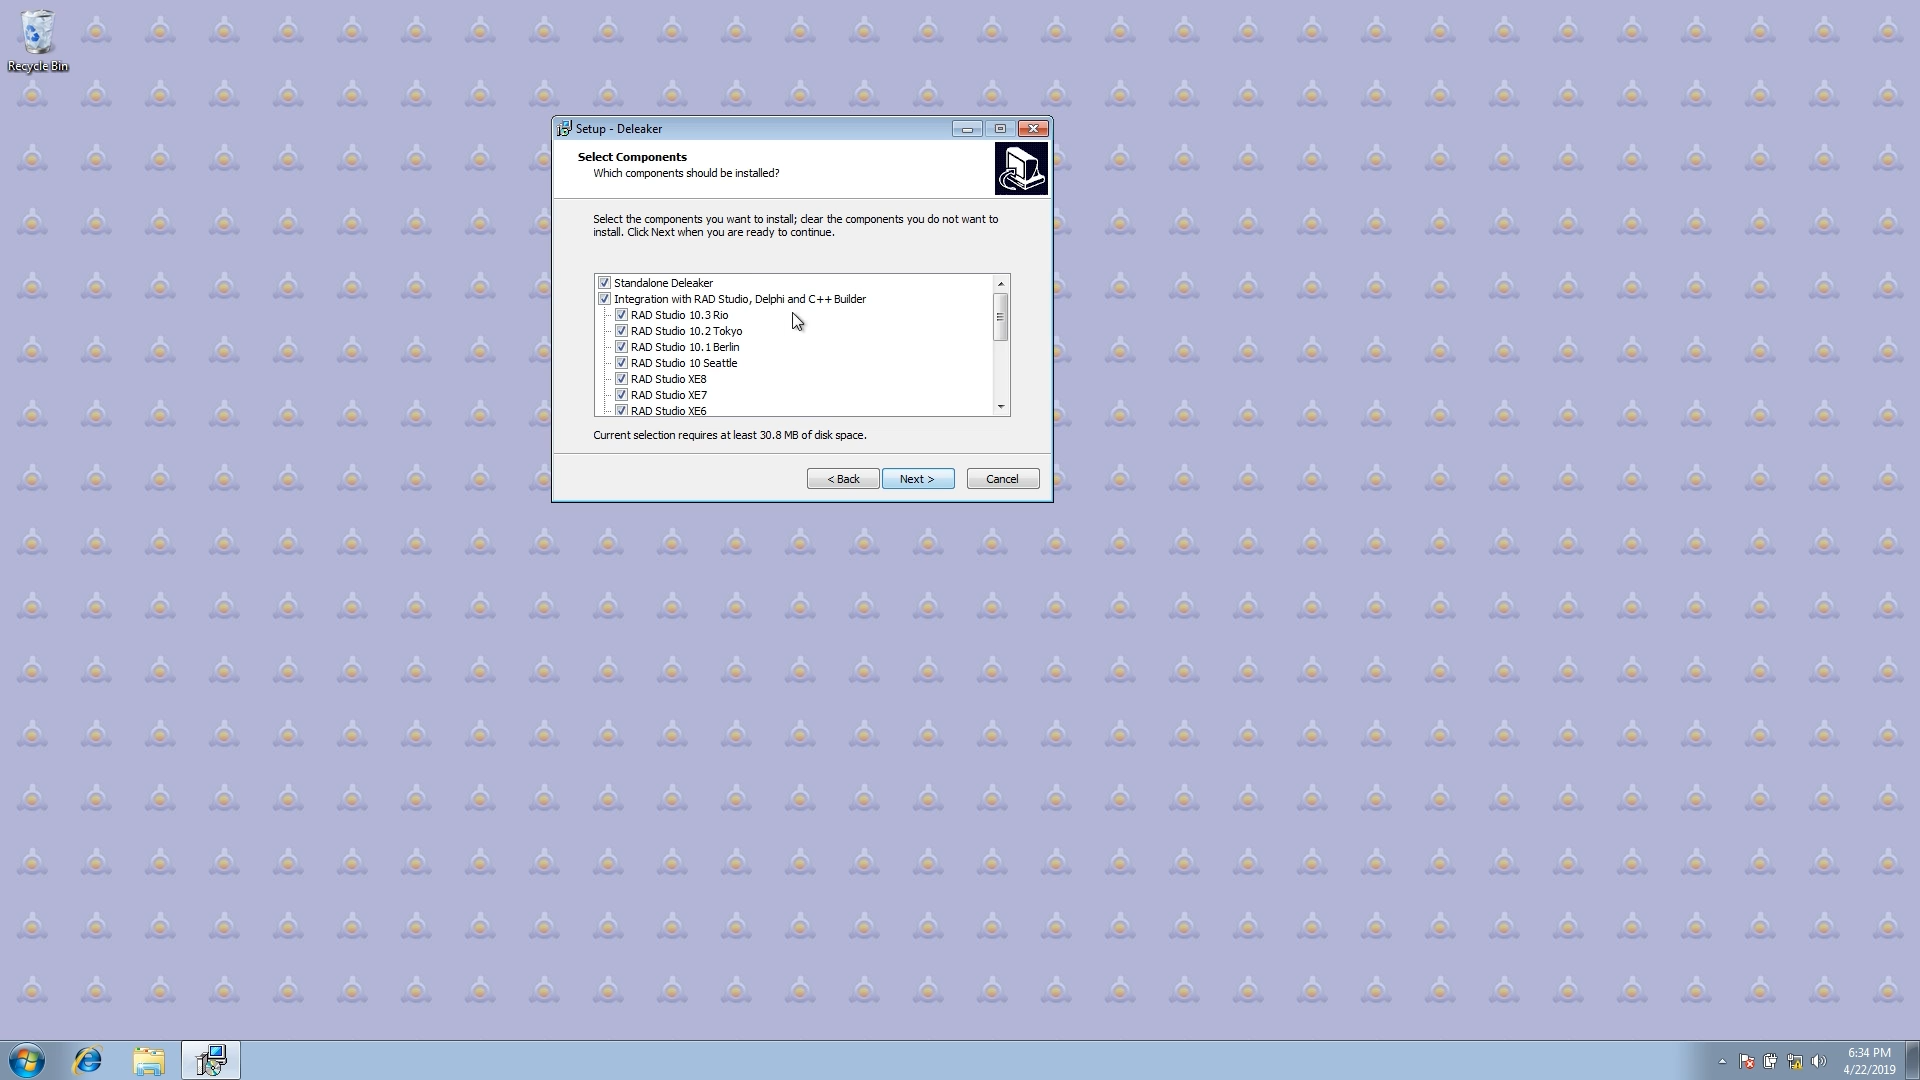 Recycle Bin
Setup - Deleaker
Select Components
Which components should be installed?
Select the components you want to install; clear the components you do not want to
install. Click Next when you are ready to continue.
Standalone Deleaker
Integration with RAD Studio, Delphi and C++ Builder
RAD Studio 10.3 Rio
RAD Studio 10.2 Tokyo
RAD Studio 10.1 Berlin
RAD Studio 10 Seattle
RAD Studio XE8
RAD Studio XE7
RAD Studio XE6
Current selection requires at least 30.8 MB of disk space.
< Back
Next >
Cancel
6:34 PM
4/22/2019